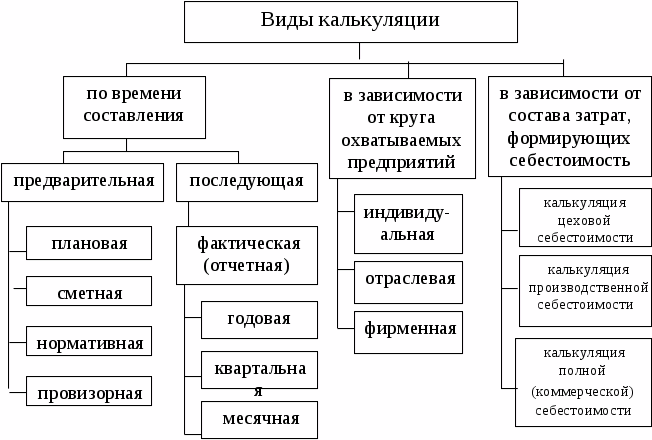 Виды калькуляции
по времени
составления
в зависимости
от круга
охватываемых
предприятий
в зависимости от
состава затрат,
формирующих
себестоимость
предварительная
последующая
плановая
сметная
нормативная
провизорная
фактическая
(отчетная)
годовая
квартальна
я
месячная
индивиду-
альная
отраслевая
фирменная
калькуляция
цеховой
себестоимости
калькуляция
производственной
себестоимости
калькуляция
полной
(коммерческой)
себестоимости